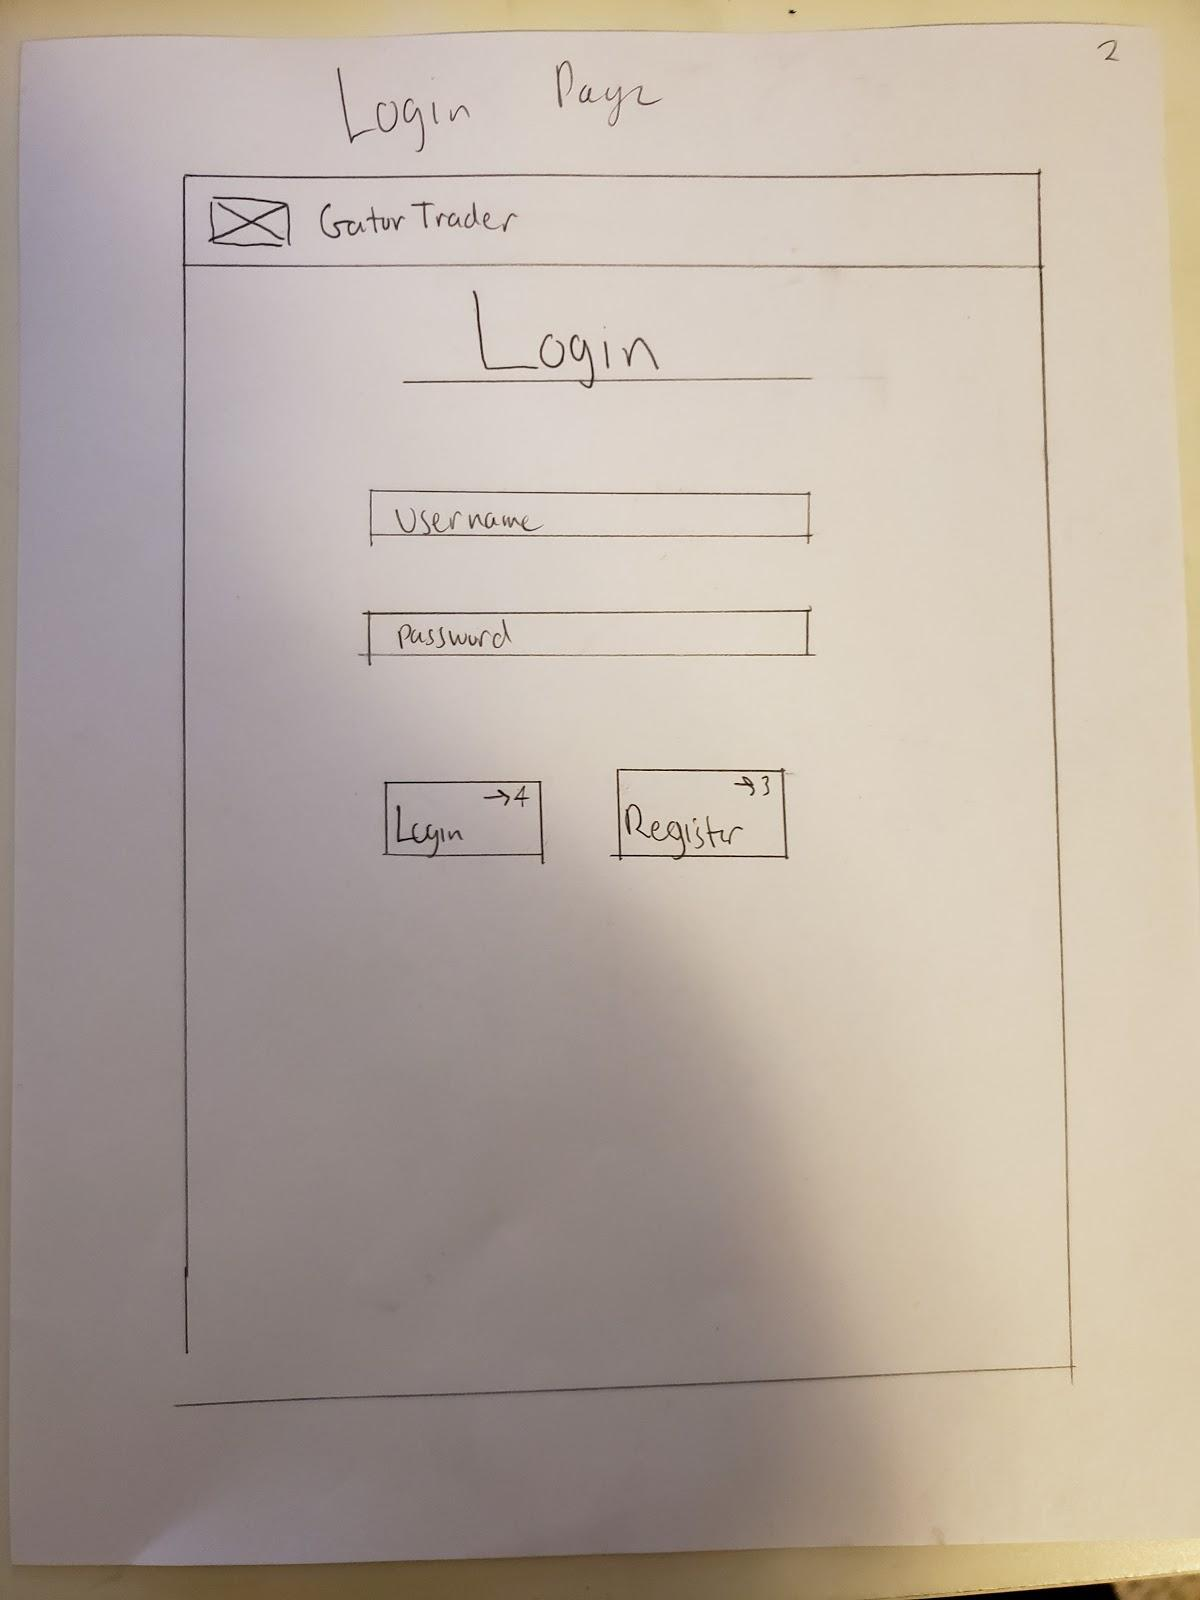 2
Login Page
Gator Trader
Login
Username
password
→4
Login
→3
Register